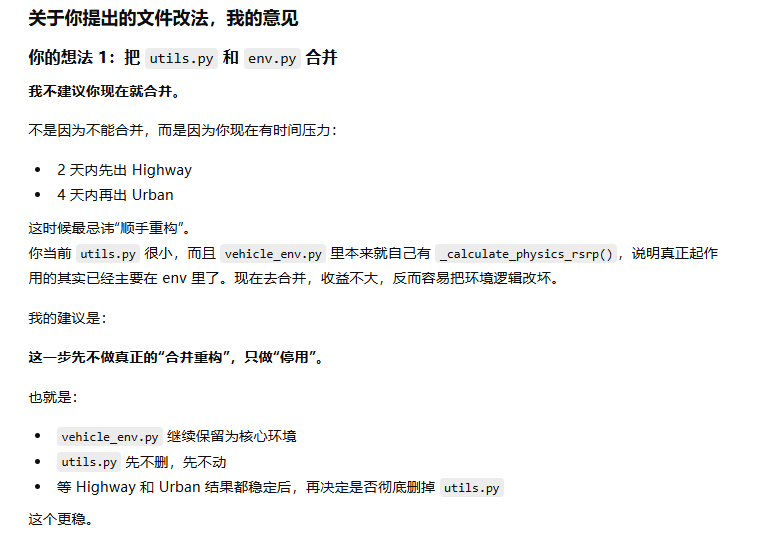 关于你提出的文件改法，我的意见
你的想法 1：把 utils.py 和 env.py 合并
我不建议你现在就合并。
不是因为不能合并，而是因为你现在有时间压力：
• 2 天内先出 Highway
• 4 天内再出 Urban
这时候最忌讳“顺手重构”。
你当前 utils.py 很小，而且 vehicle_env.py 里本来就自己有 _calculate_physics_rsrp()，说明真正起作
用的其实已经主要在 env 里了。现在去合并，收益不大，反而容易把环境逻辑改坏。
我的建议是：
这一步先不做真正的“合并重构”，只做“停用”。
也就是：
• vehicle_env.py 继续保留为核心环境
• utils.py 先不删，先不动
• 等 Highway 和 Urban 结果都稳定后，再决定是否彻底删掉 utils.py
这个更稳。